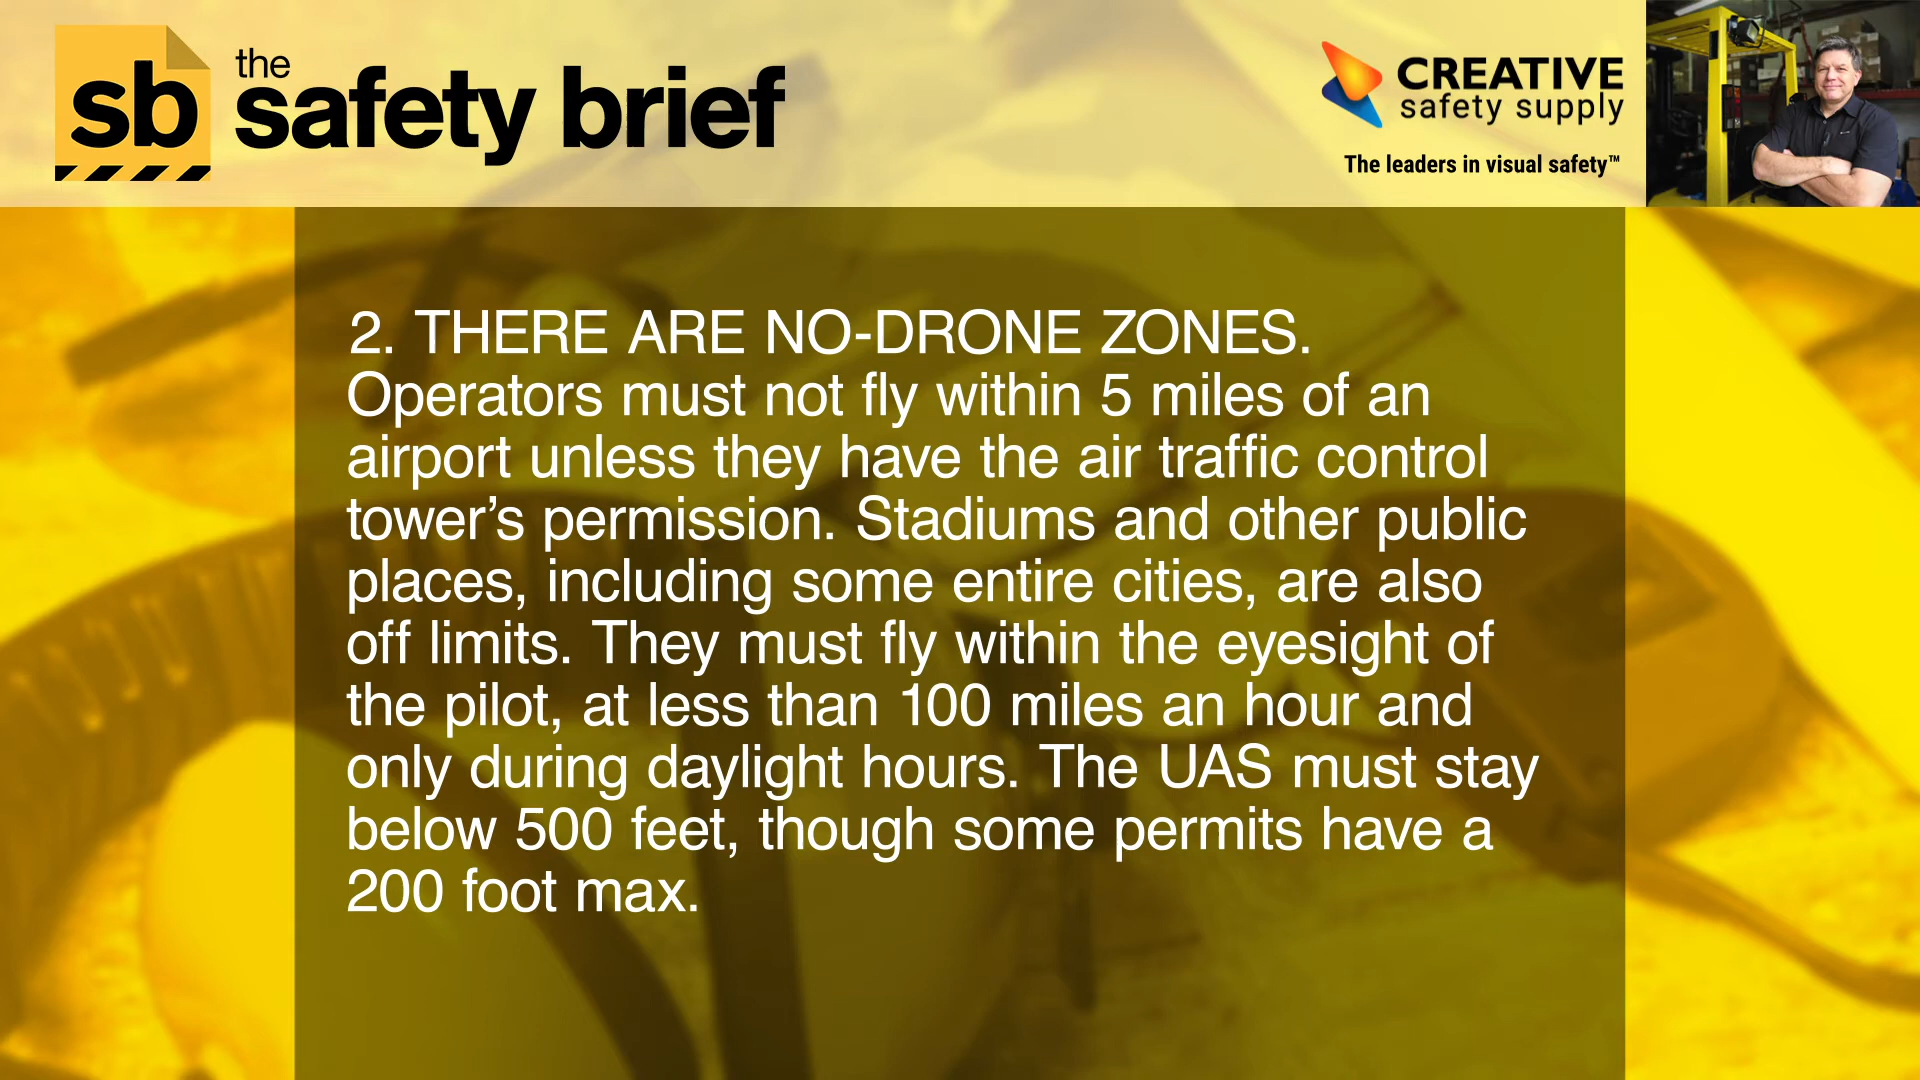 sb
the
safety brief
CREATIVE
safety supply
The leaders in visual safety™
2. THERE ARE NO-DRONE ZONES.
Operators must not fly within 5 miles of an
airport unless they have the air traffic control
tower’s permission. Stadiums and other public
places, including some entire cities, are also
off limits. They must fly within the eyesight of
the pilot, at less than 100 miles an hour and
only during daylight hours. The UAS must stay
below 500 feet, though some permits have a
200 foot max.